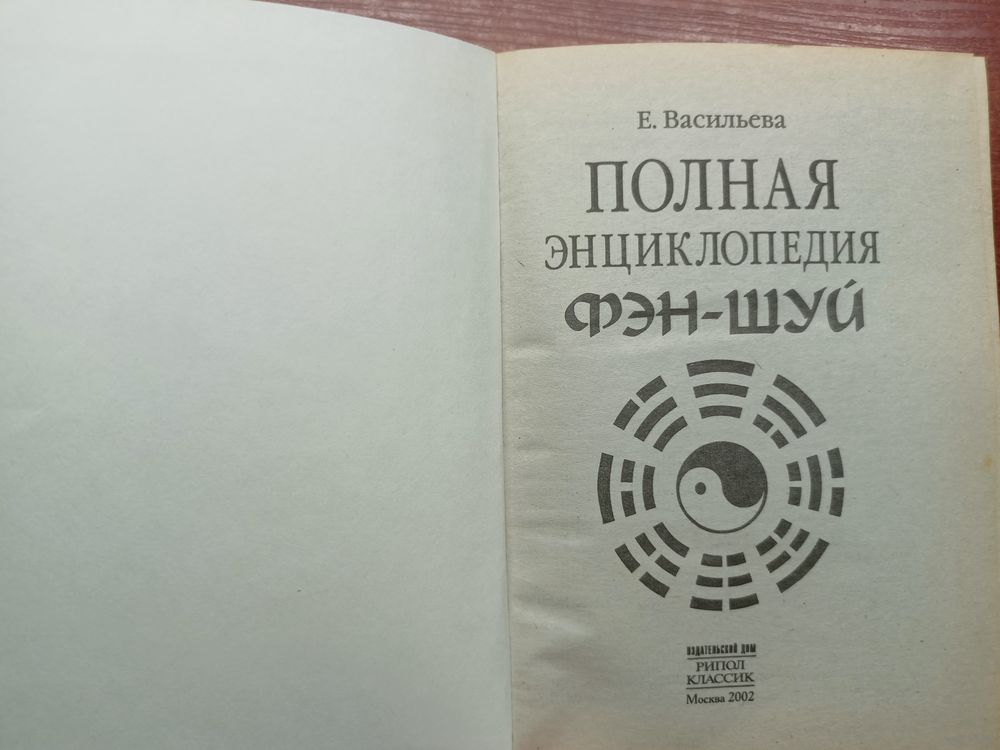 Е. Васильева
ПОЛНАЯ
ЭНЦИКЛОПЕДИЯ
ФЭН-ШУЙ
ИЗДАТЕЛЬСКИЙ ДОМ
РИПОЛ
КЛАССИК
Москва 2002